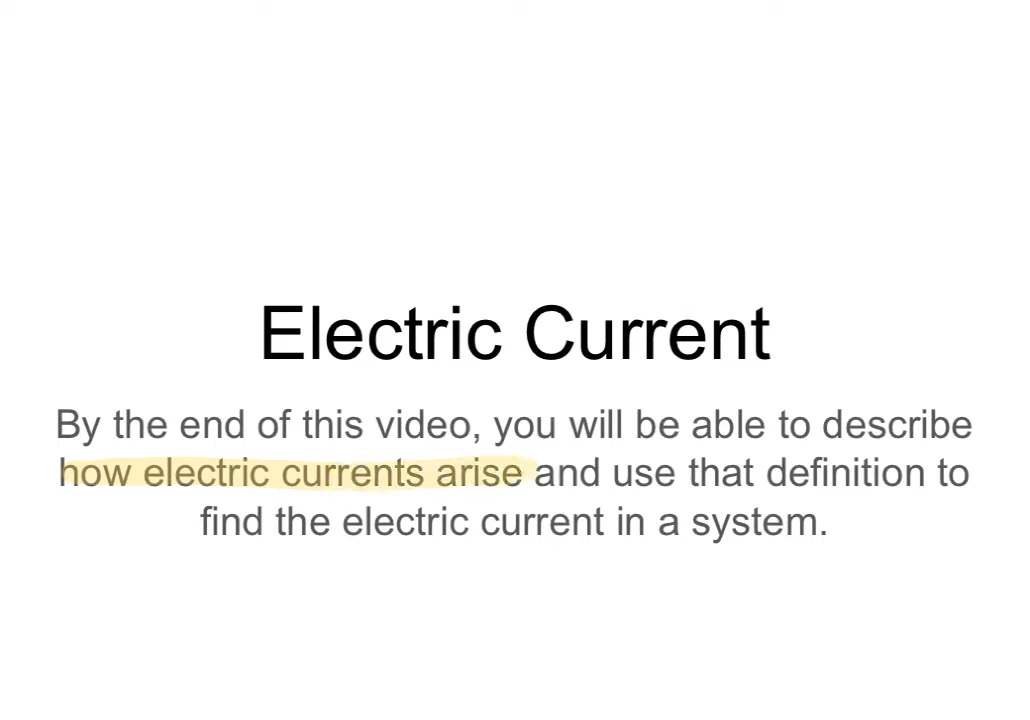 Electric Current
By the end of this video, you will be able to describe
how electric currents arise and use that definition to
find the electric current in a system.